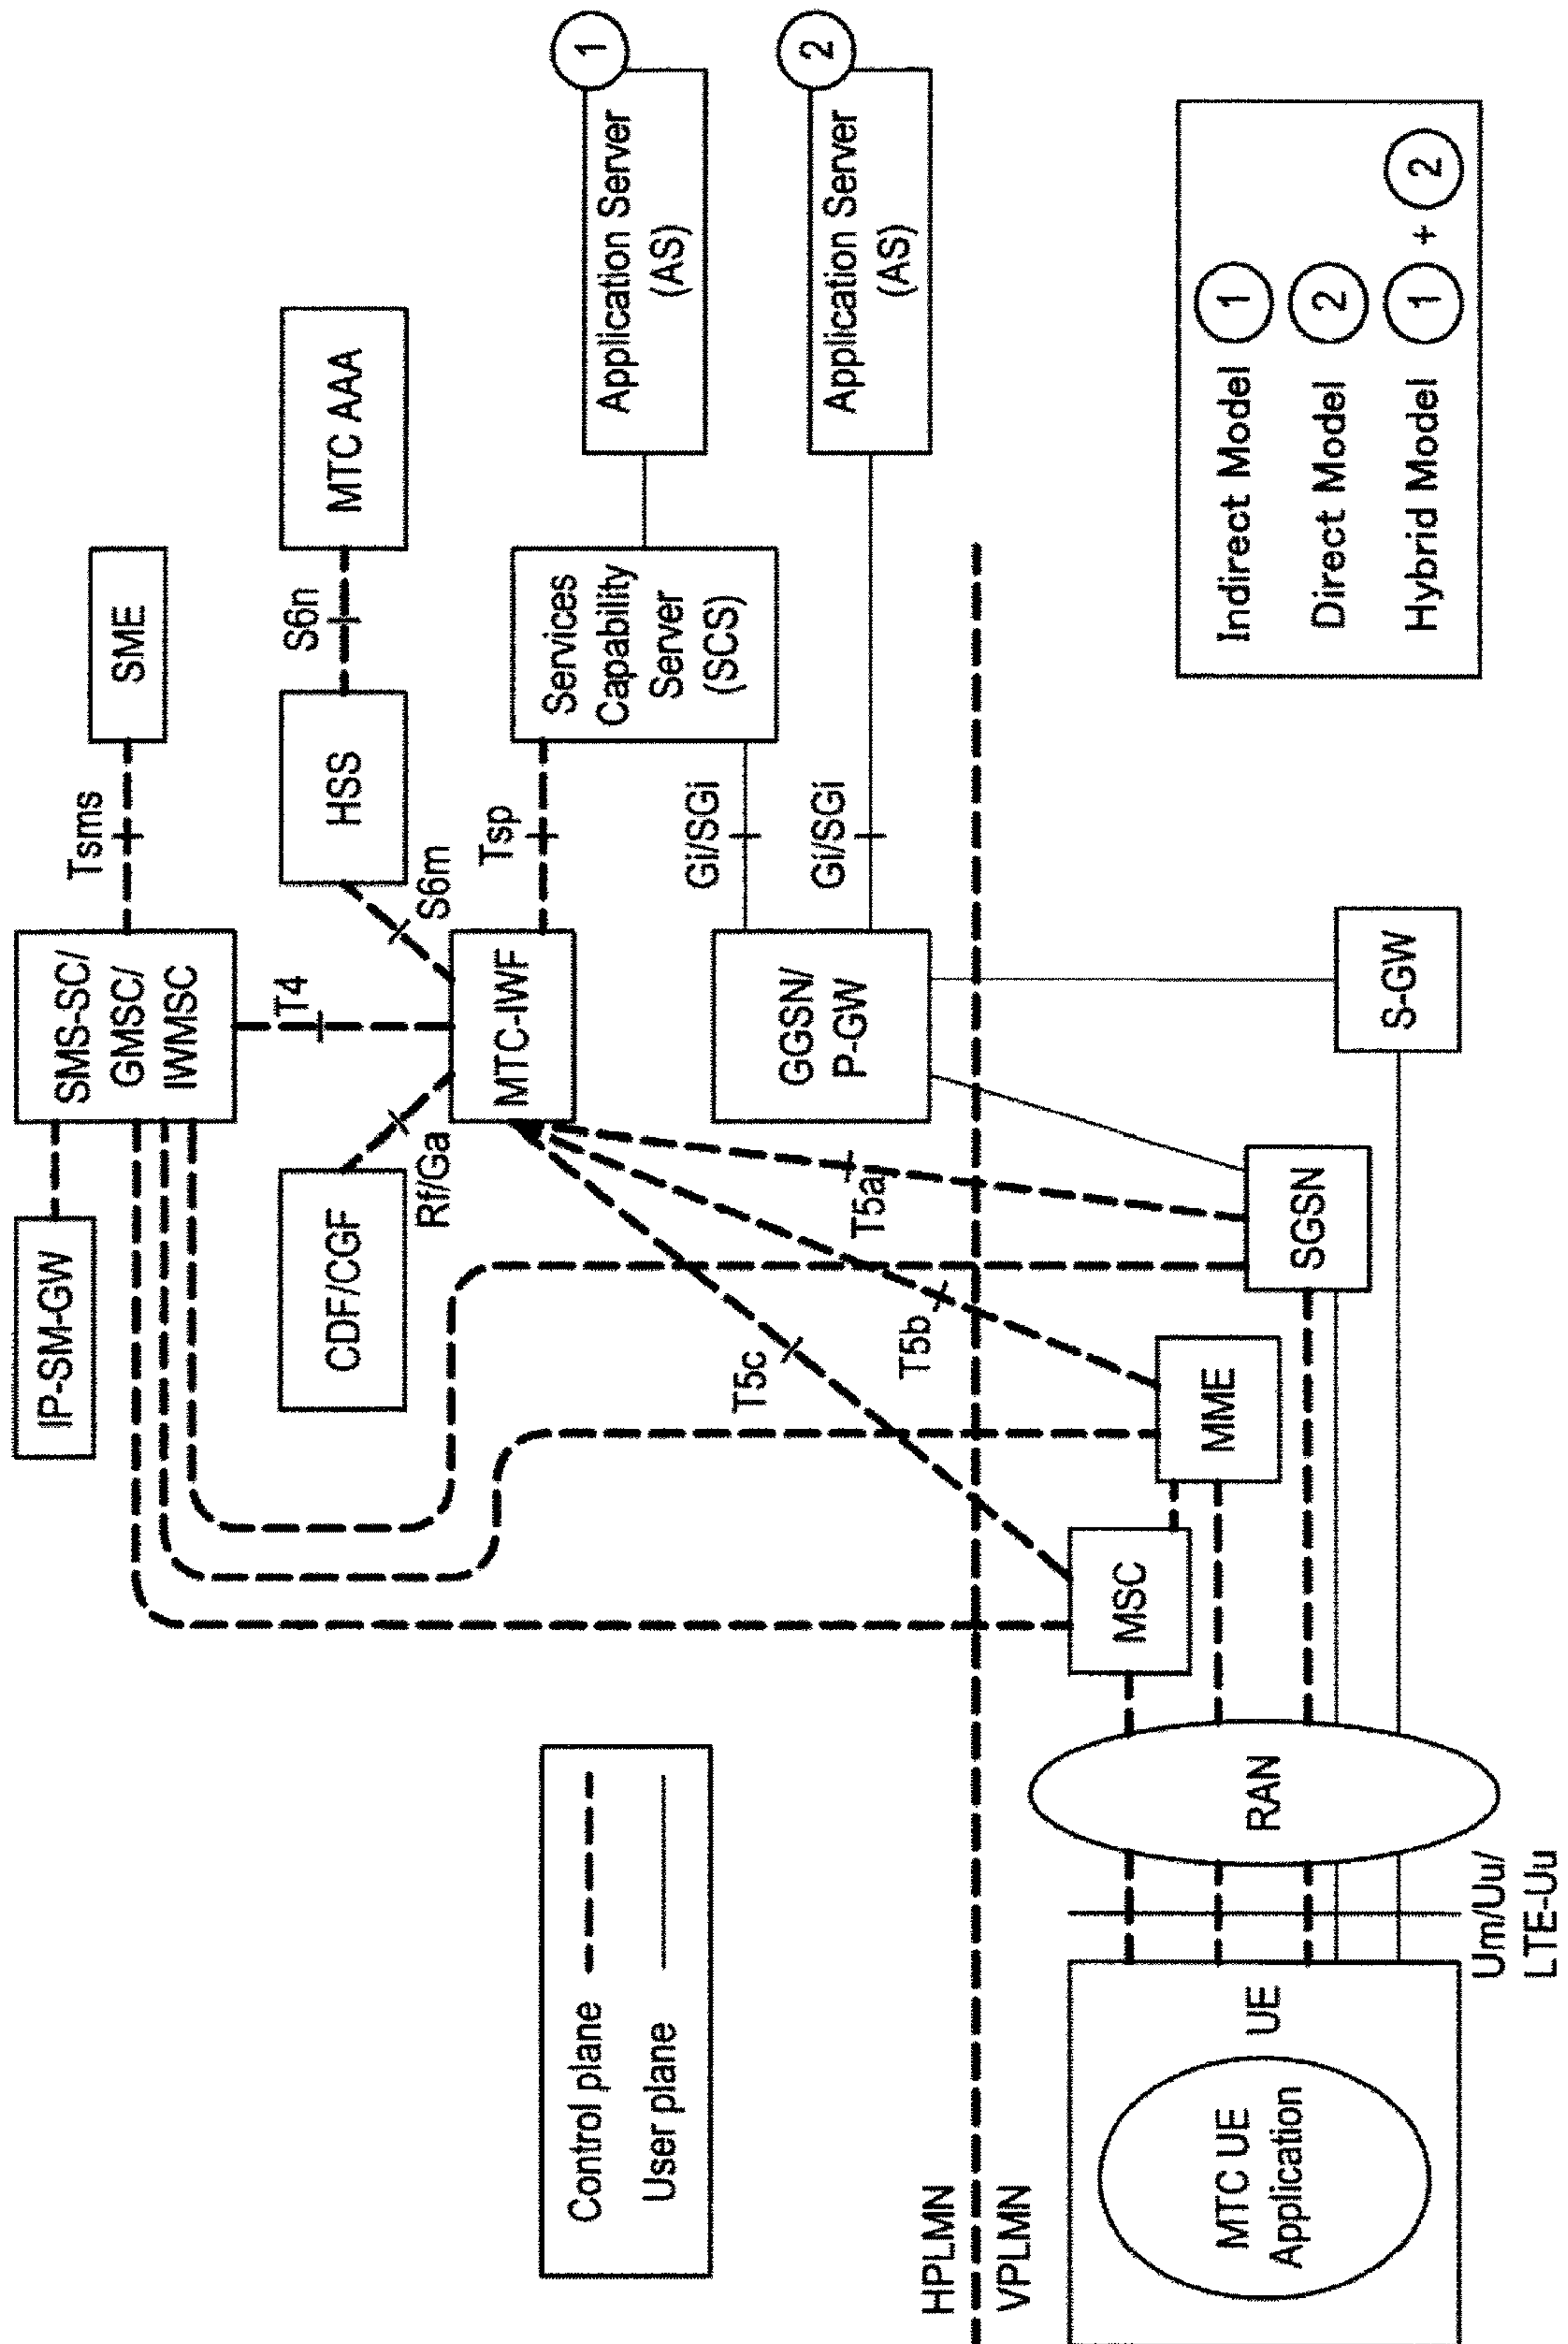 IP-SM-GW
SMS-SC/
GMSC/
IWMSC
Tsms
SME
T4
CDF/CGF
Rf/Ga
S6m
HSS
S6n
MTC AAA
MTC-IWF
Tsp
Services
Capability
Server
(SCS)
Application Server
(AS)
1
Control plane
User plane
T5c
T5b
T5a
GGSN/
P-GW
Gi/SGi
Gi/SGi
Application Server
(AS)
2
HPLMN
VPLMN
MTC UE
Application
UE
Um/Uu/
LTE-Uu
RAN
MSC
MME
SGSN
S-GW
Indirect Model 1
Direct Model 2
Hybrid Model 1 + 2